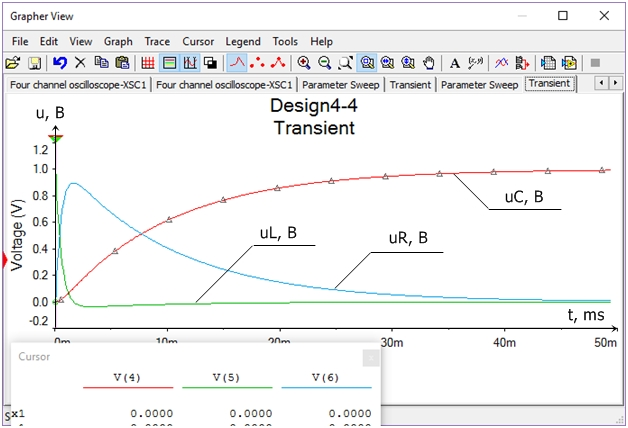 Grapher View
File Edit View Graph Trace Cursor Legend Tools Help
Four channel oscilloscope-XSC1 Four channel oscilloscope-XSC1 Parameter Sweep Transient Parameter Sweep Transient
Design4-4
Transient
u, B
Voltage (V)
1.2
1.0
0.8
0.6
0.4
0.2
0.0
-0.2
uC, B
uL, B
uR, B
t, ms
0m 10m 20m 30m 40m 50m
Cursor x
V(4) V(5) V(6)
x1 0.0000 0.0000 0.0000